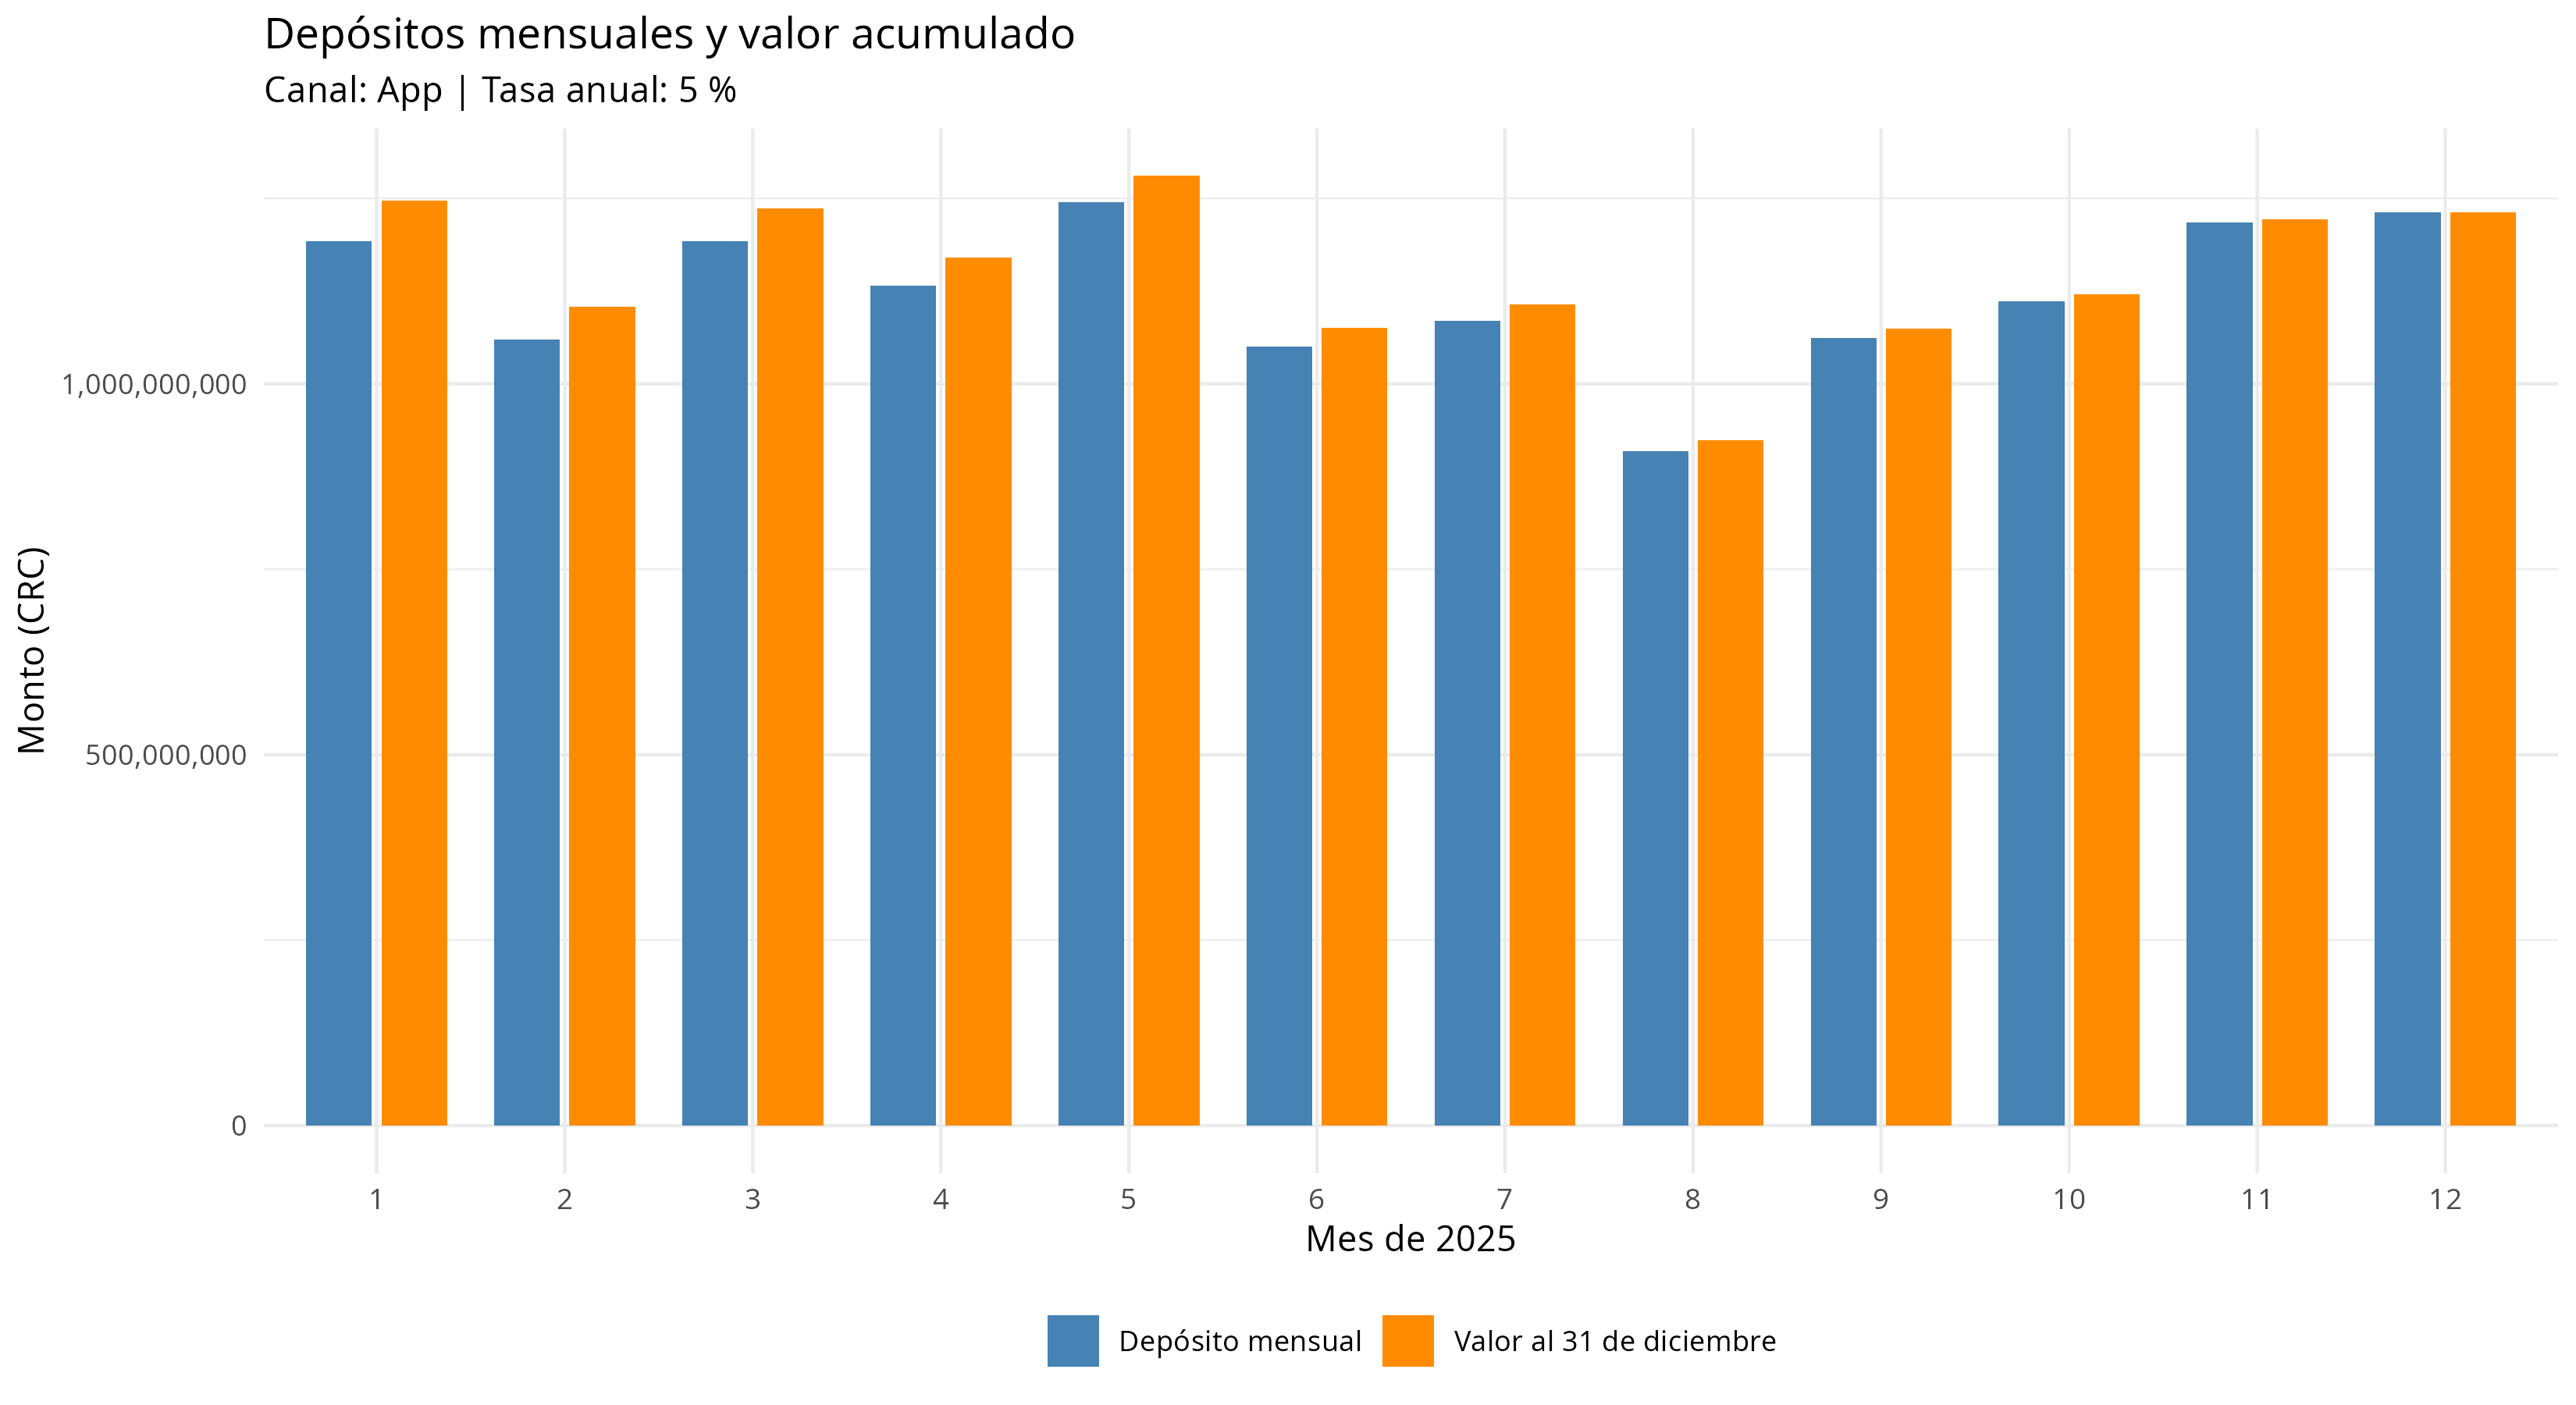 Depósitos mensuales y valor acumulado
Canal: App | Tasa anual: 5 %
Monto (CRC)
1,000,000,000
500,000,000
0
1 2 3 4 5 6 7 8 9 10 11 12
Mes de 2025
Depósito mensual Valor al 31 de diciembre